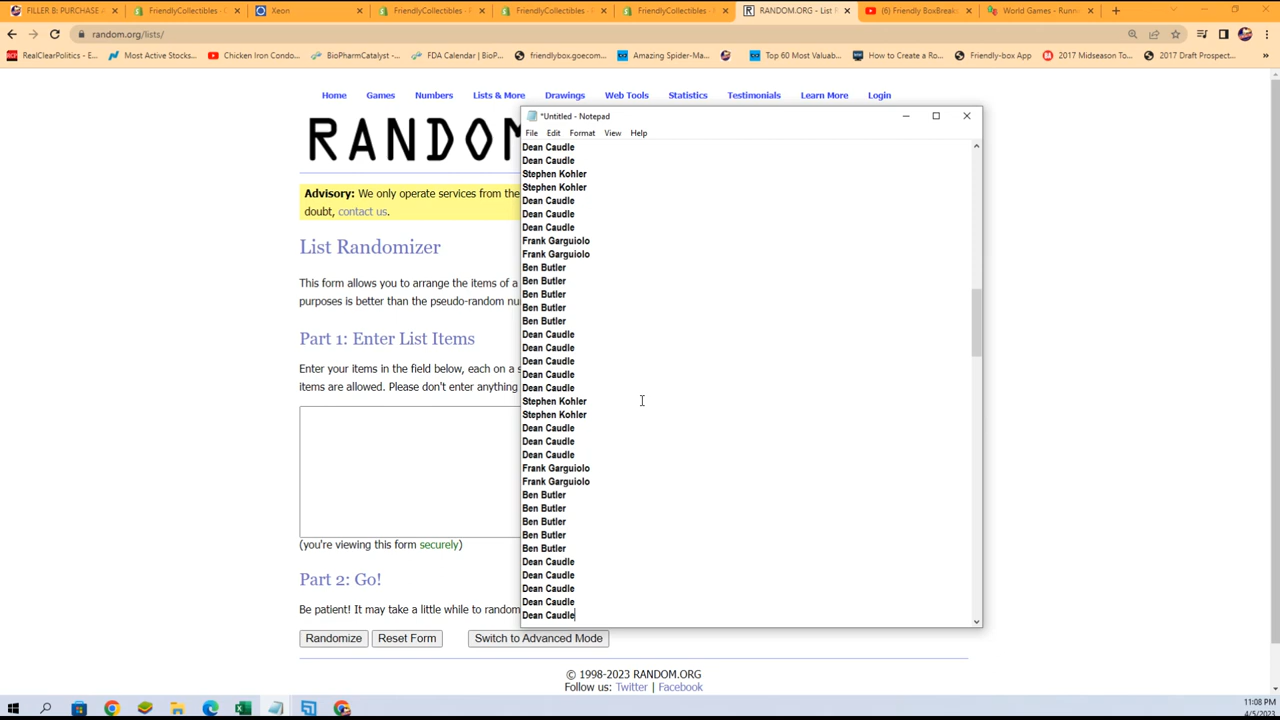 FILLER 8: PURCHASE A
FriendlyCollectibles -
Xeon
FriendlyCollectibles -
FriendlyCollectibles -
FriendlyCollectibles -
RANDOM.ORG - List R
(6) Friendly BoxBreaks
World Games - Runn
random.org/lists/
RealClearPolitics - E...
Most Active Stocks...
Chicken Iron Condo...
BioPharmCatalyst -...
FDA Calendar | BioP...
friendlybox.goecom...
Amazing Spider-Ma...
Top 60 Most Valuab...
How to Create a Ro...
Friendly-box App
2017 Midseason To...
2017 Draft Prospect...
Home
Games
Numbers
Lists & More
Drawings
Web Tools
Statistics
Testimonials
Learn More
Login
RANDOM
Advisory: We only operate services from the
doubt, contact us.
List Randomizer
This form allows you to arrange the items of a
purposes is better than the pseudo-random nu
Part 1: Enter List Items
Enter your items in the field below, each on a s
items are allowed. Please don't enter anything
(you're viewing this form securely)
Part 2: Go!
Be patient! It may take a little while to random
Randomize
Reset Form
Switch to Advanced Mode
© 1998-2023 RANDOM.ORG
Follow us: Twitter | Facebook
*Untitled - Notepad
File
Edit
Format
View
Help
Dean Caudle
Dean Caudle
Stephen Kohler
Stephen Kohler
Dean Caudle
Dean Caudle
Dean Caudle
Frank Garguiolo
Frank Garguiolo
Ben Butler
Ben Butler
Ben Butler
Ben Butler
Ben Butler
Dean Caudle
Dean Caudle
Dean Caudle
Dean Caudle
Dean Caudle
Stephen Kohler
Stephen Kohler
Dean Caudle
Dean Caudle
Dean Caudle
Frank Garguiolo
Frank Garguiolo
Ben Butler
Ben Butler
Ben Butler
Ben Butler
Ben Butler
Dean Caudle
Dean Caudle
Dean Caudle
Dean Caudle
Dean Caudle
11:08 PM
4/5/2023